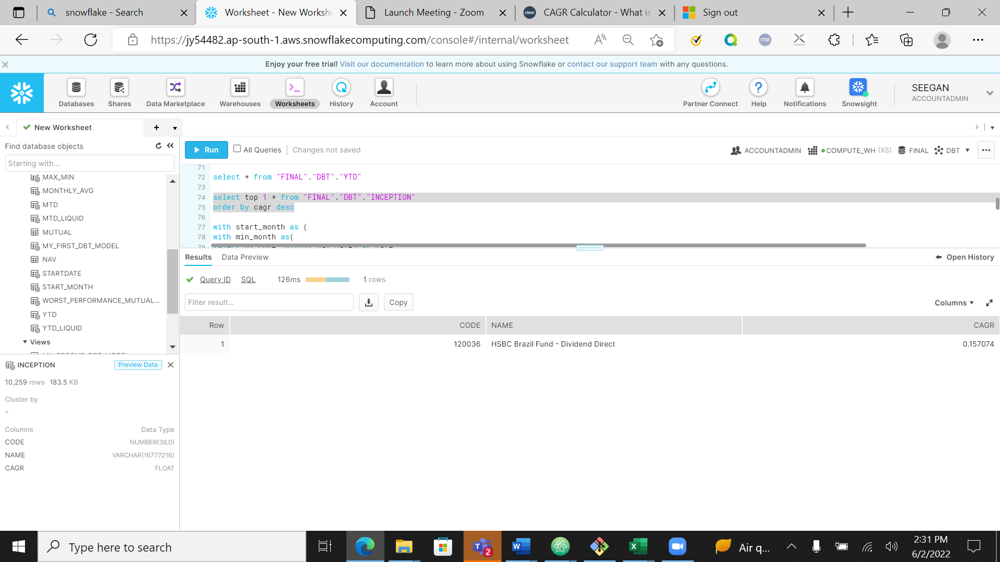 snowflake - Search
Worksheet - New Workshe
Launch Meeting - Zoom
CAGR Calculator - What is
Sign out
https://jy54482.ap-south-1.aws.snowflakecomputing.com/console#/internal/worksheet
Enjoy your free trial! Visit our documentation to learn more about using Snowflake or contact our support team with any questions.
Databases
Shares
Data Marketplace
Warehouses
Worksheets
History
Account
Partner Connect
Help
Notifications
Snowsight
SEEGAN
ACCOUNTADMIN
New Worksheet
Find database objects
Starting with...
MAX_MIN
MONTHLY_AVG
MTD
MTD_LIQUID
MUTUAL
MY_FIRST_DBT_MODEL
NAV
STARTDATE
START_MONTH
WORST_PERFORMANCE_MUTUAL...
YTD
YTD_LIQUID
Views
INCEPTION
Preview Data
10,259 rows 183.5 KB
Cluster by
-
Columns Data Type
CODE NUMBER(38,0)
NAME VARCHAR(16777216)
CAGR FLOAT
Run
All Queries
Changes not saved
ACCOUNTADMIN
COMPUTE_WH (XS)
FINAL
DBT
71
72 select * from "FINAL"."DBT"."YTD"
73
74 select top 1 * from "FINAL"."DBT"."INCEPTION"
75 order by cagr desc
76
77 with start_month as (
78 with min_month as(
Results
Data Preview
Open History
Query ID SQL 126ms 1 rows
Filter result...
Copy
Columns
Row CODE NAME CAGR
1 120036 HSBC Brazil Fund - Dividend Direct 0.157074
Type here to search
2
Air q...
2:31 PM
6/2/2022